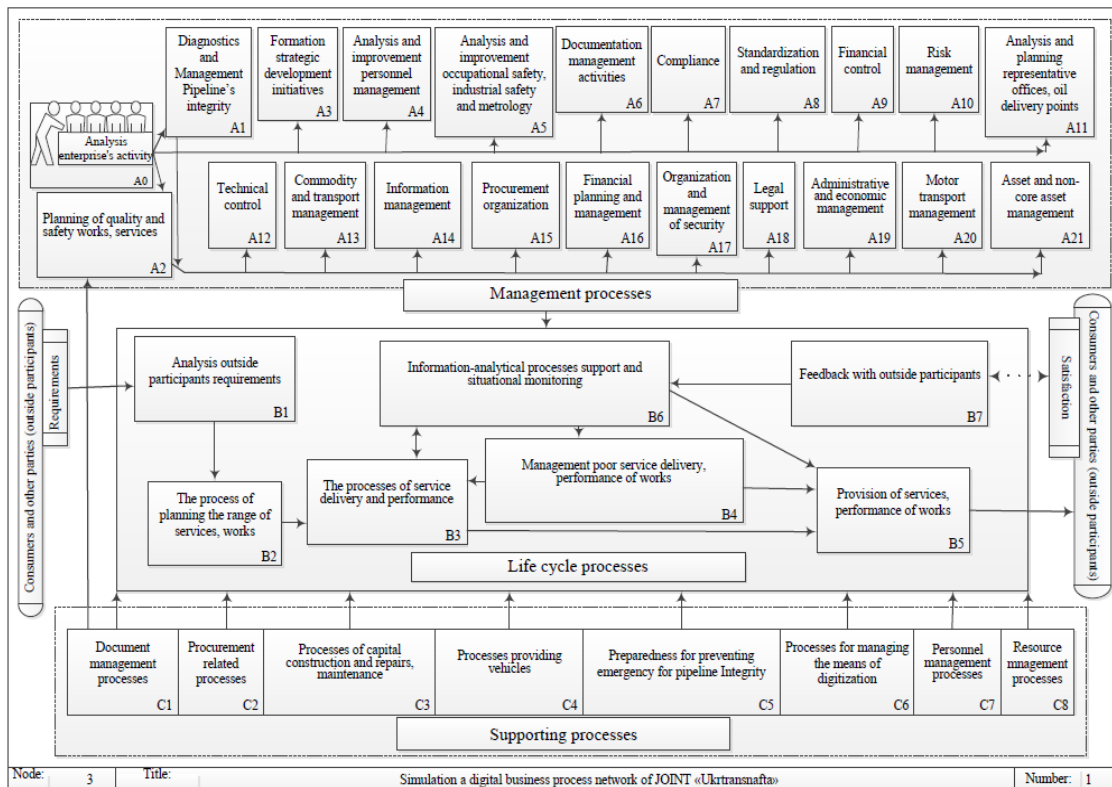 Diagnostics
and
Management
Pipeline's
integrity
A1
Formation
strategic
development
initiatives
A3
Analysis and
improvement
personnel
management
A4
Analysis and
improvement
occupational safety,
industrial safety
and metrology
A5
Documentation
management
activities
A6
Compliance
A7
Standardization
and regulation
A8
Financial
control
A9
Risk
management
A10
Analysis and
planning
representative
offices, oil
delivery points
A11
Analysis
enterprise's activity
A0
Planning of quality and
safety works, services
A2
Technical
control
A12
Commodity
and transport
management
A13
Information
management
A14
Procurement
organization
A15
Financial
planning and
management
A16
Organization
and
management
of security
A17
Legal
support
A18
Administrative
and economic
management
A19
Motor
transport
management
A20
Asset and non-
core asset
management
A21
Management processes
Consumers and other parties (outside participants)
Requirements
Analysis outside
participants requirements
B1
Information-analytical processes support and
situational monitoring
B6
Feedback with outside participants
B7
Satisfaction
Consumers and other parties (outside participants)
The process of
planning the range of
services, works
B2
The processes of service
delivery and performance
B3
Management poor service delivery,
performance of works
B4
Provision of services,
performance of works
B5
Life cycle processes
Document
management
processes
C1
Procurement
related
processes
C2
Processes of capital
construction and repairs,
maintenance
C3
Processes providing
vehicles
C4
Preparedness for preventing
emergency for pipeline Integrity
C5
Processes for managing
the means of
digitization
C6
Personnel
management
processes
C7
Resource
mnagement
processes
C8
Supporting processes
Node: 3
Title: Simulation a digital business process network of JOINT «Ukrtransnafta»
Number: 1